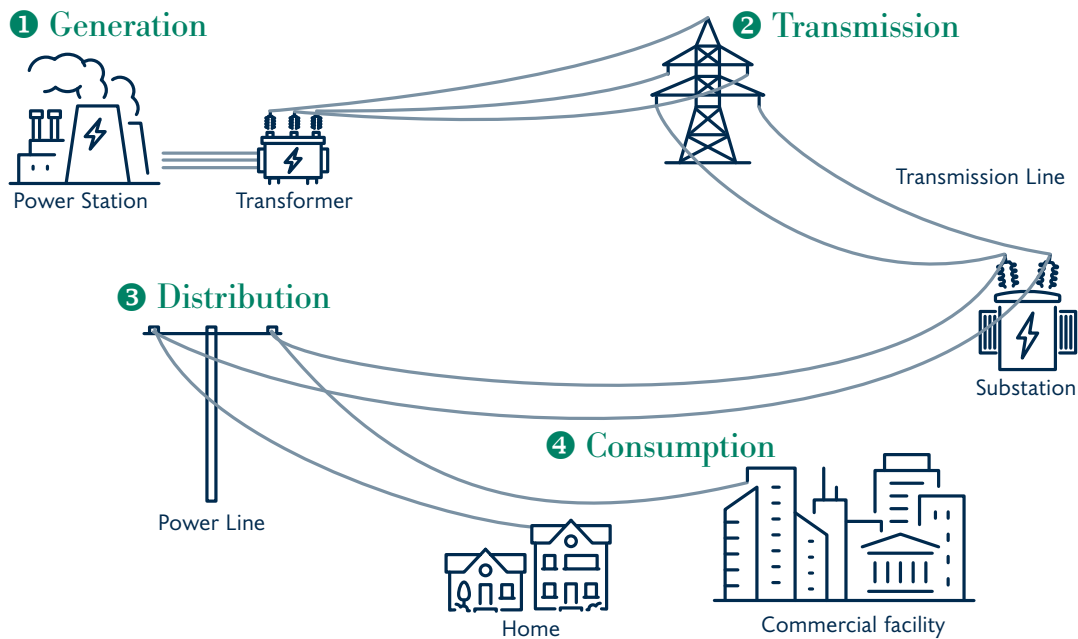 ❶ Generation
❷ Transmission
Power Station
Transformer
Transmission Line
❸ Distribution
Substation
Power Line
❹ Consumption
Home
Commercial facility